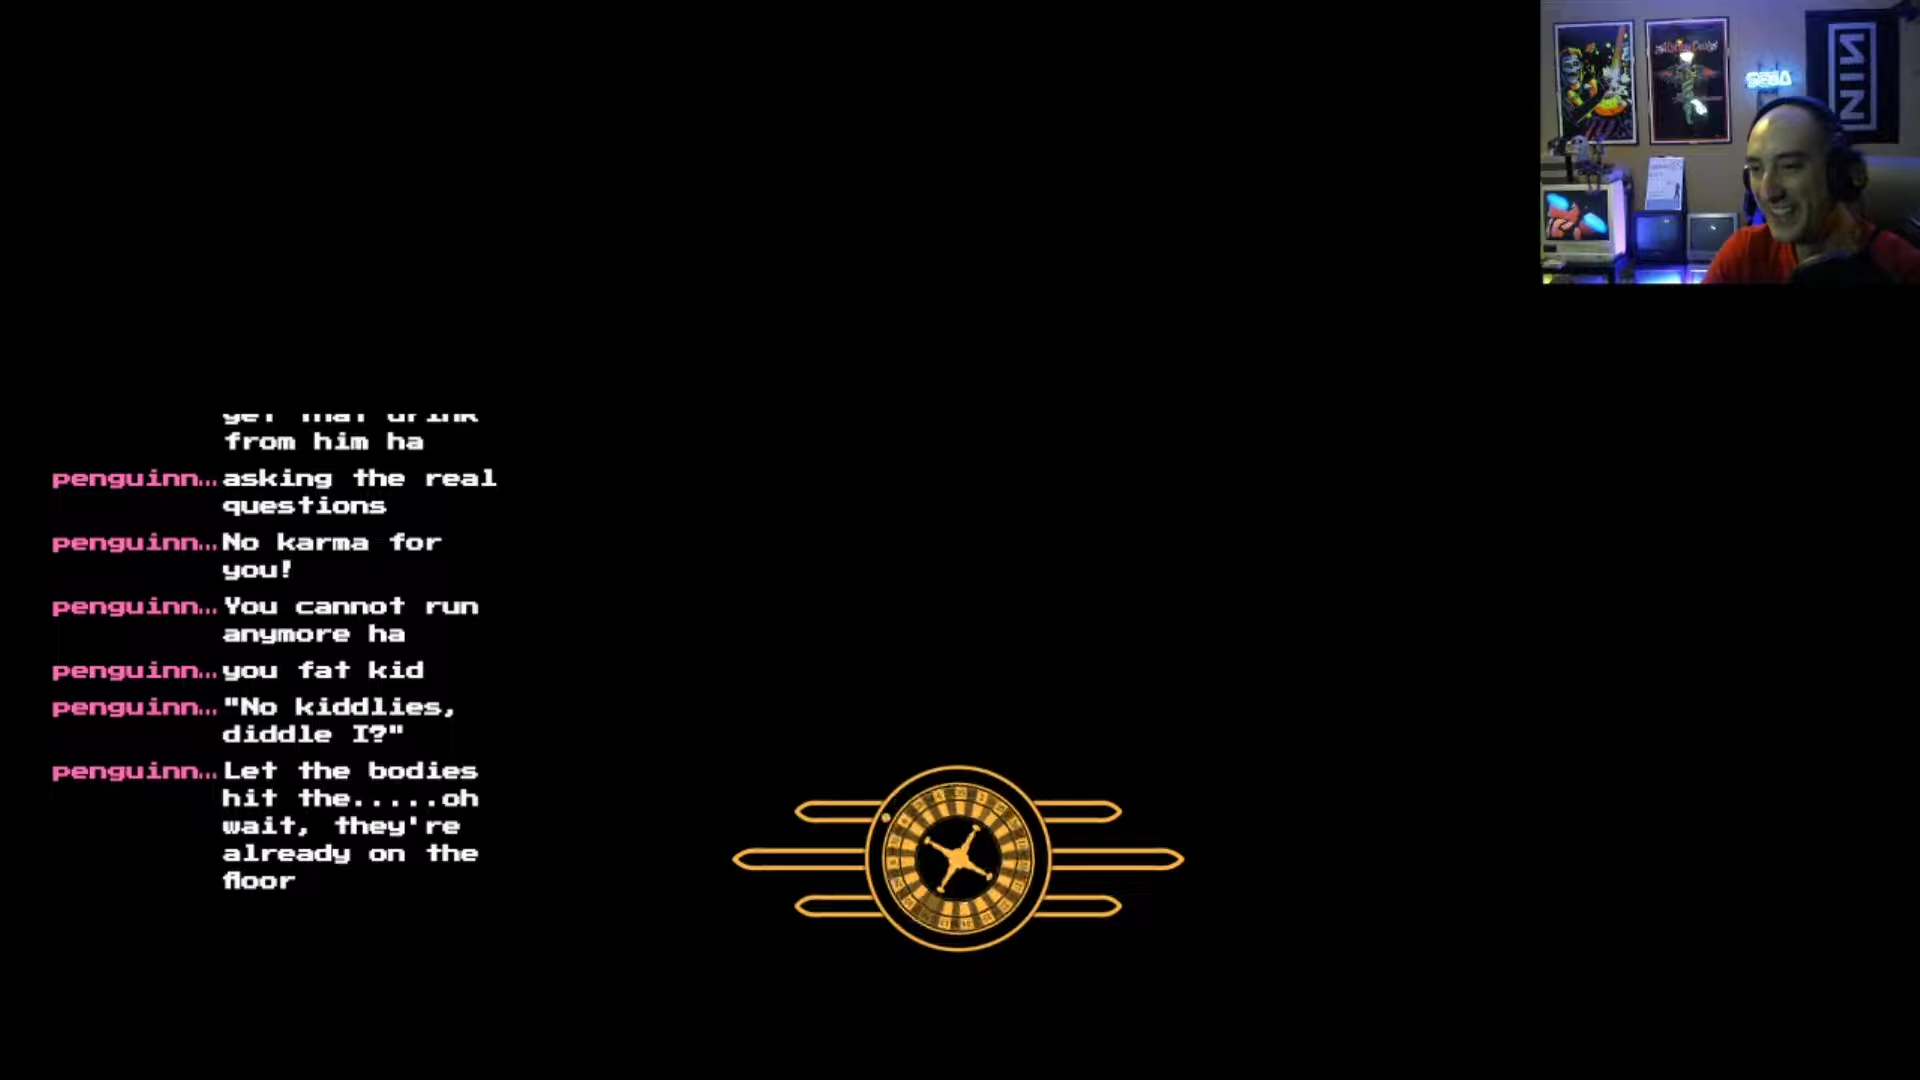 from him ha
penguinn...asking the real
questions
penguinn...No karma for
you!
penguinn...You cannot run
anymore ha
penguinn...you fat kid
penguinn..."No kiddlies,
diddle I?"
penguinn...Let the bodies
hit the.....oh
wait, they're
already on the
floor
SEGA
NIN